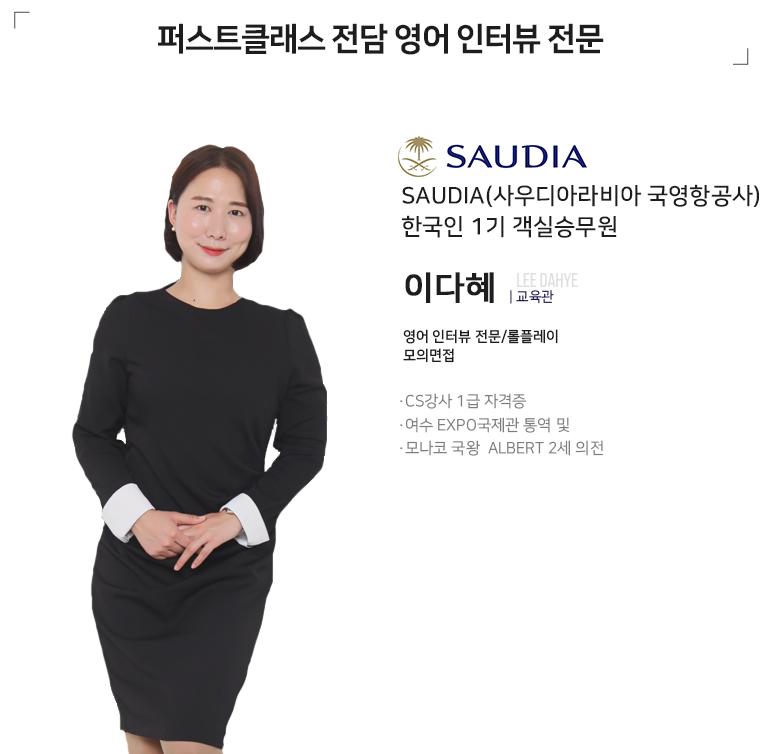 퍼스트클래스 전담 영어 인터뷰 전문
SAUDIA
SAUDIA(사우디아라비아 국영항공사)
한국인 1기 객실승무원
이다혜 LEE DAHYE
| 교육관
영어 인터뷰 전문/롤플레이
모의면접
·CS강사 1급 자격증
·여수 EXPO국제관 통역 및
·모나코 국왕 ALBERT 2세 의전